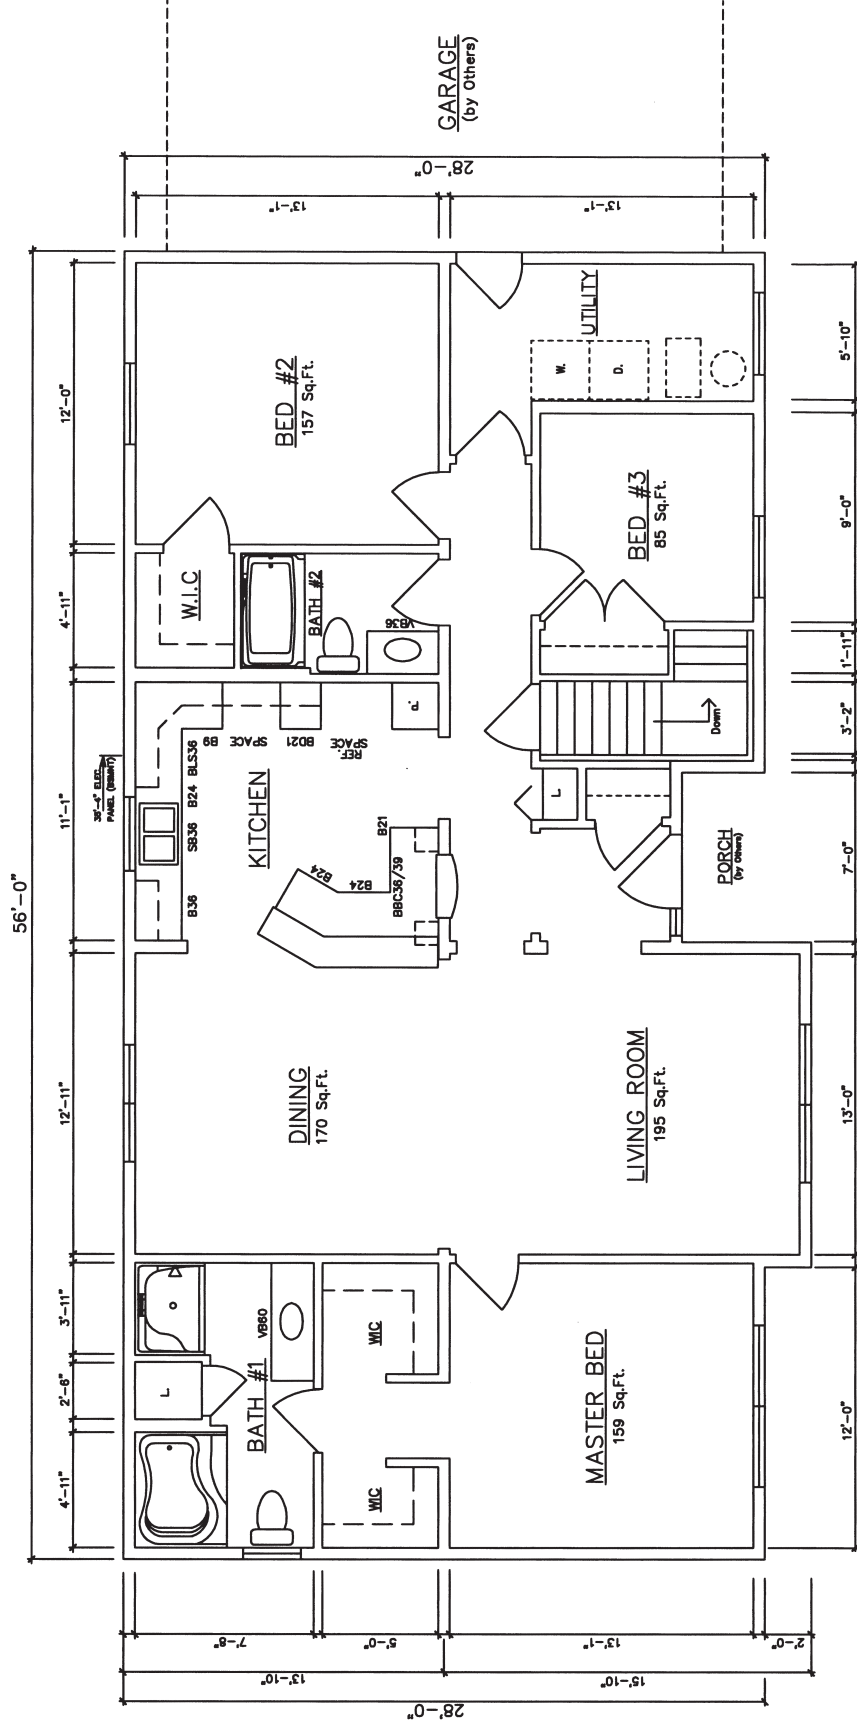 GARAGE
(by Others)
28'-0"
13'-1"
13'-1"
56'-0"
12'-0"
4'-11"
11'-1"
12'-11"
3'-11"
2'-6"
4'-11"
38'-4" ELEC.
PANEL (BSMNT)
BED #2
157 Sq.Ft.
UTILITY
W.
D.
5'-10"
W.I.C
BATH #2
VB36
BED #3
85 Sq.Ft.
9'-0"
1'-11"
3'-2"
7'-0"
13'-0"
12'-0"
KITCHEN
B36
SB36
B24
BLS36
B9
SPACE
BD21
REF.
SPACE
P.
B21
B24
B24
BBC36/39
Down
L.
PORCH
(by Others)
DINING
170 Sq.Ft.
LIVING ROOM
195 Sq.Ft.
VB60
BATH #1
L.
WIC
WIC
MASTER BED
159 Sq.Ft.
7'-8"
5'-0"
13'-1"
2'-0"
13'-10"
15'-10"
28'-0"